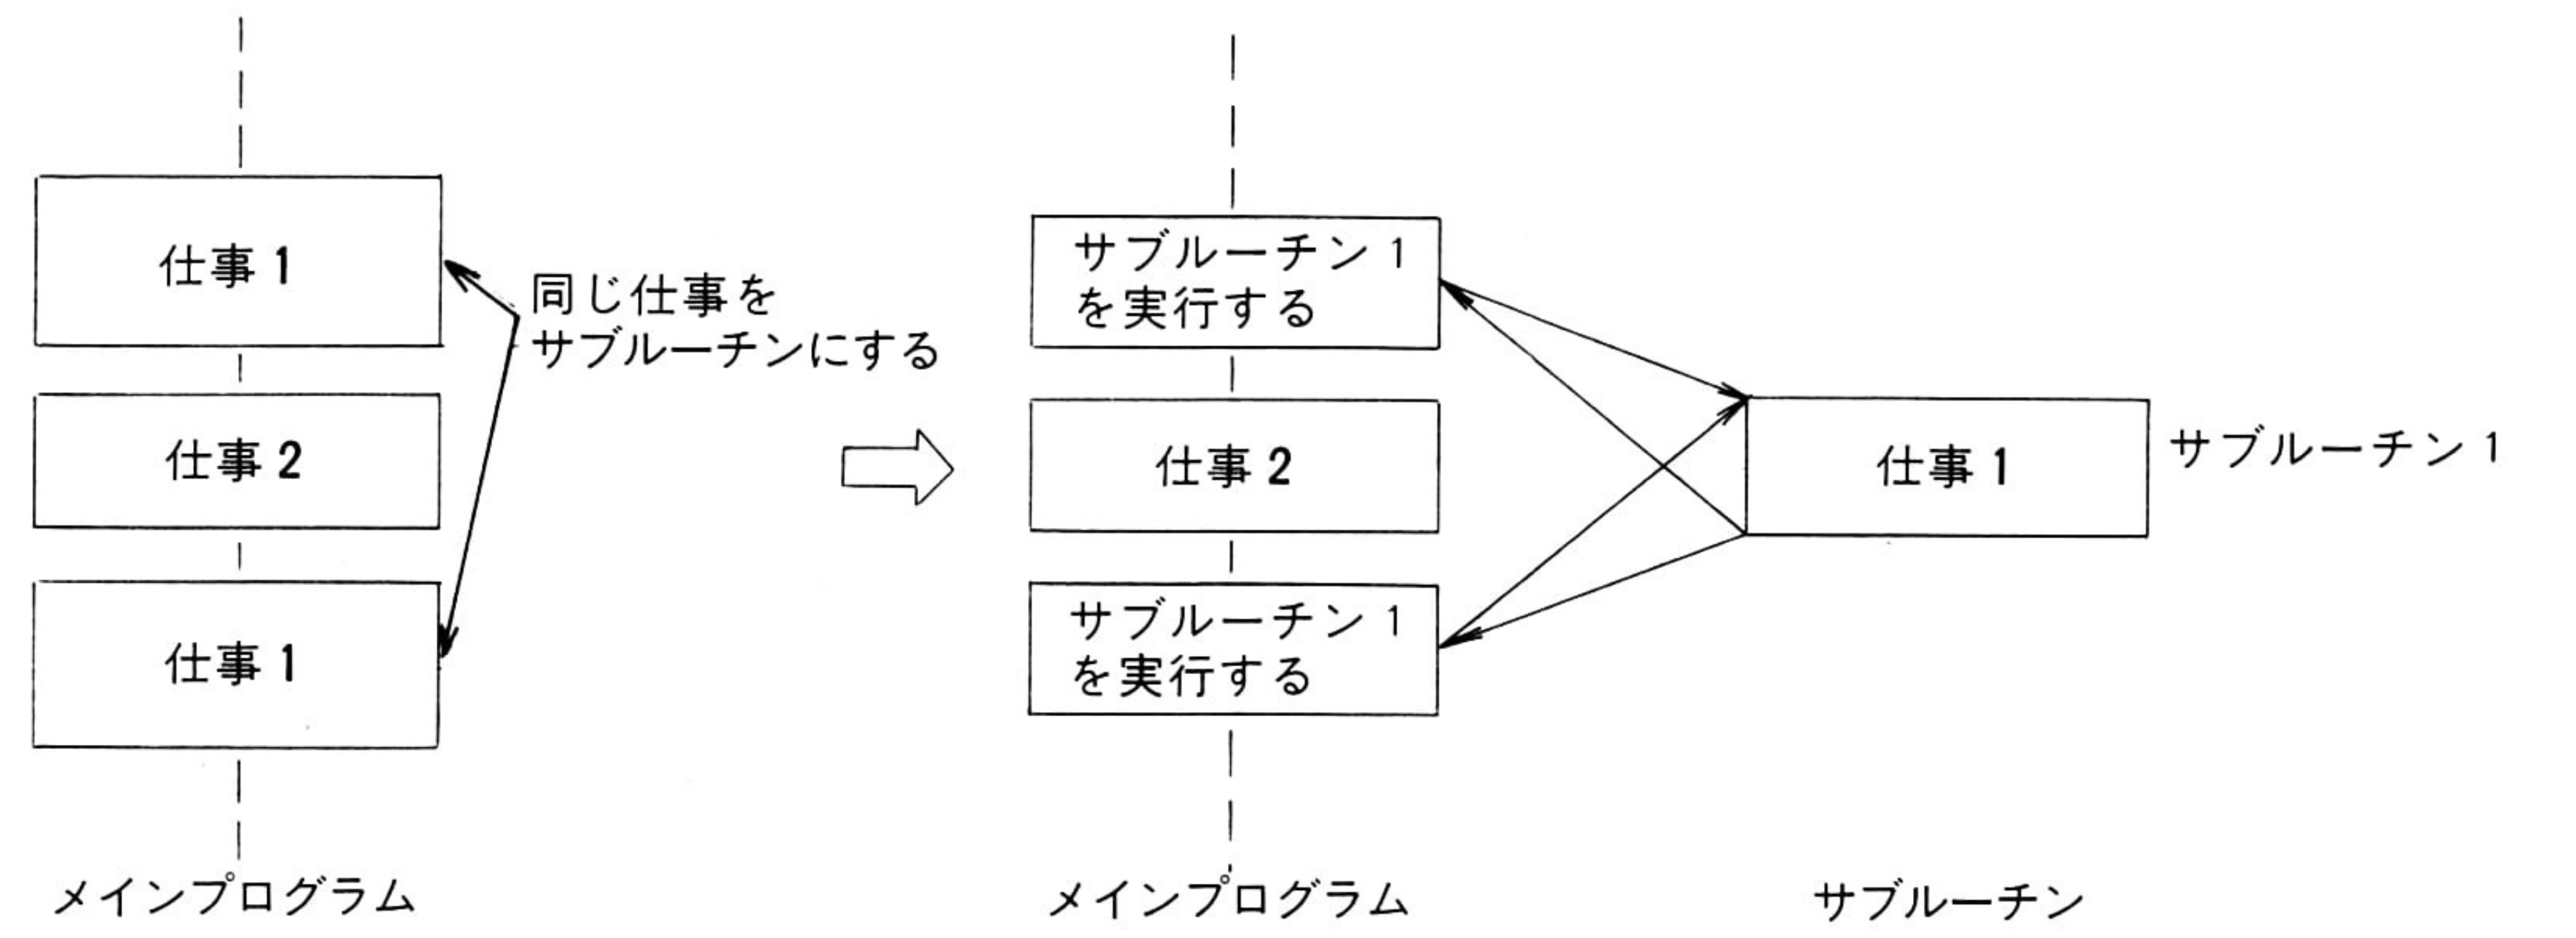 仕事1
同じ仕事を
サブルーチンにする
仕事2
仕事1
メインプログラム
サブルーチン1
を実行する
仕事2
サブルーチン1
を実行する
メインプログラム
仕事1
サブルーチン1
サブルーチン